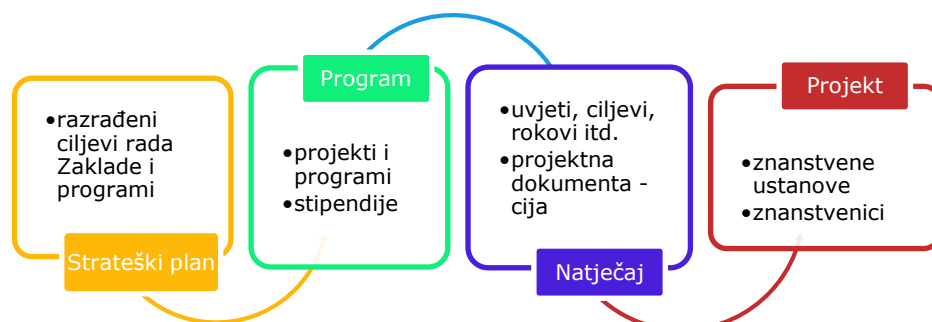 •razrađeni
ciljevi rada
Zaklade i
programi
Strateški plan
Program
•projekti i
programi
•stipendije
•uvjeti, ciljevi,
rokovi itd.
•projektna
dokumenta -
cija
Natječaj
Projekt
•znanstvene
ustanove
•znanstvenici